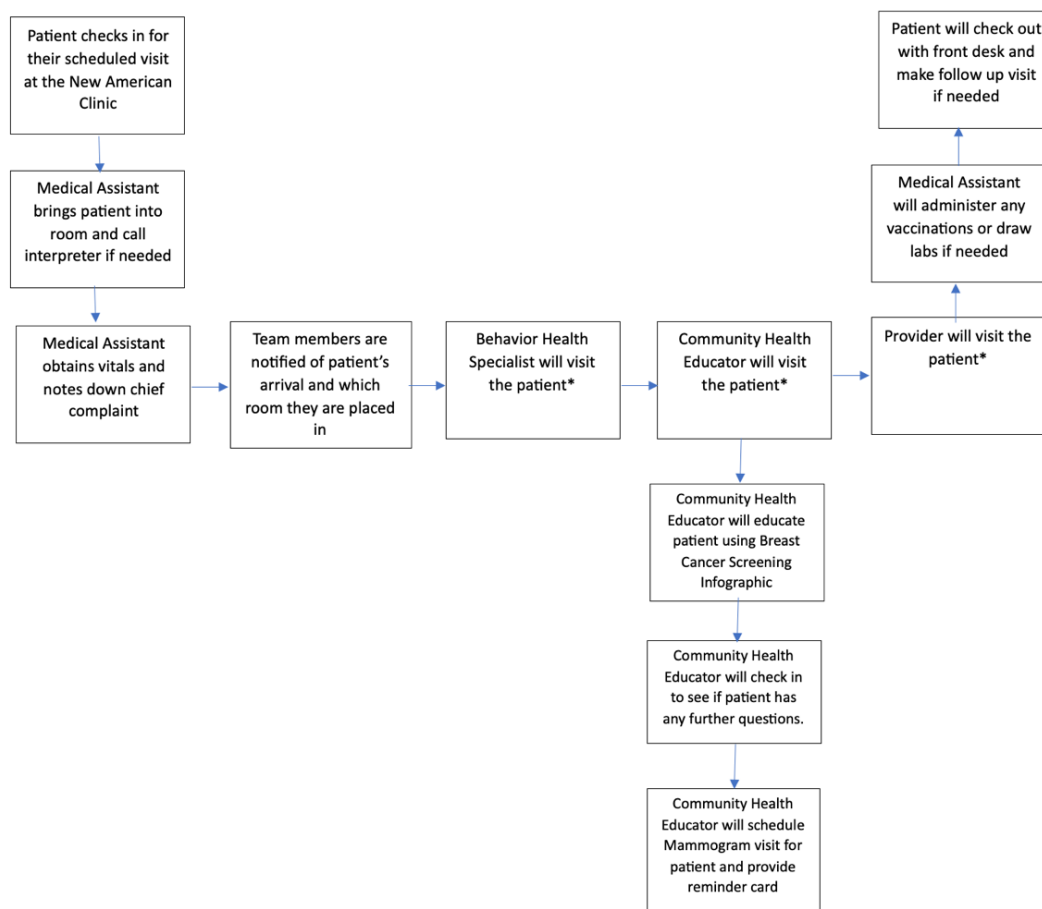 Patient checks in for
their scheduled visit
at the New American
Clinic
Medical Assistant
brings patient into
room and call
interpreter if needed
Medical Assistant
obtains vitals and
notes down chief
complaint
Team members are
notified of patient’s
arrival and which
room they are placed
in
Behavior Health
Specialist will visit
the patient*
Community Health
Educator will visit
the patient*
Provider will visit the
patient*
Medical Assistant
will administer any
vaccinations or draw
labs if needed
Patient will check out
with front desk and
make follow up visit
if needed
Community Health
Educator will educate
patient using Breast
Cancer Screening
Infographic
Community Health
Educator will check in
to see if patient has
any further questions.
Community Health
Educator will schedule
Mammogram visit for
patient and provide
reminder card